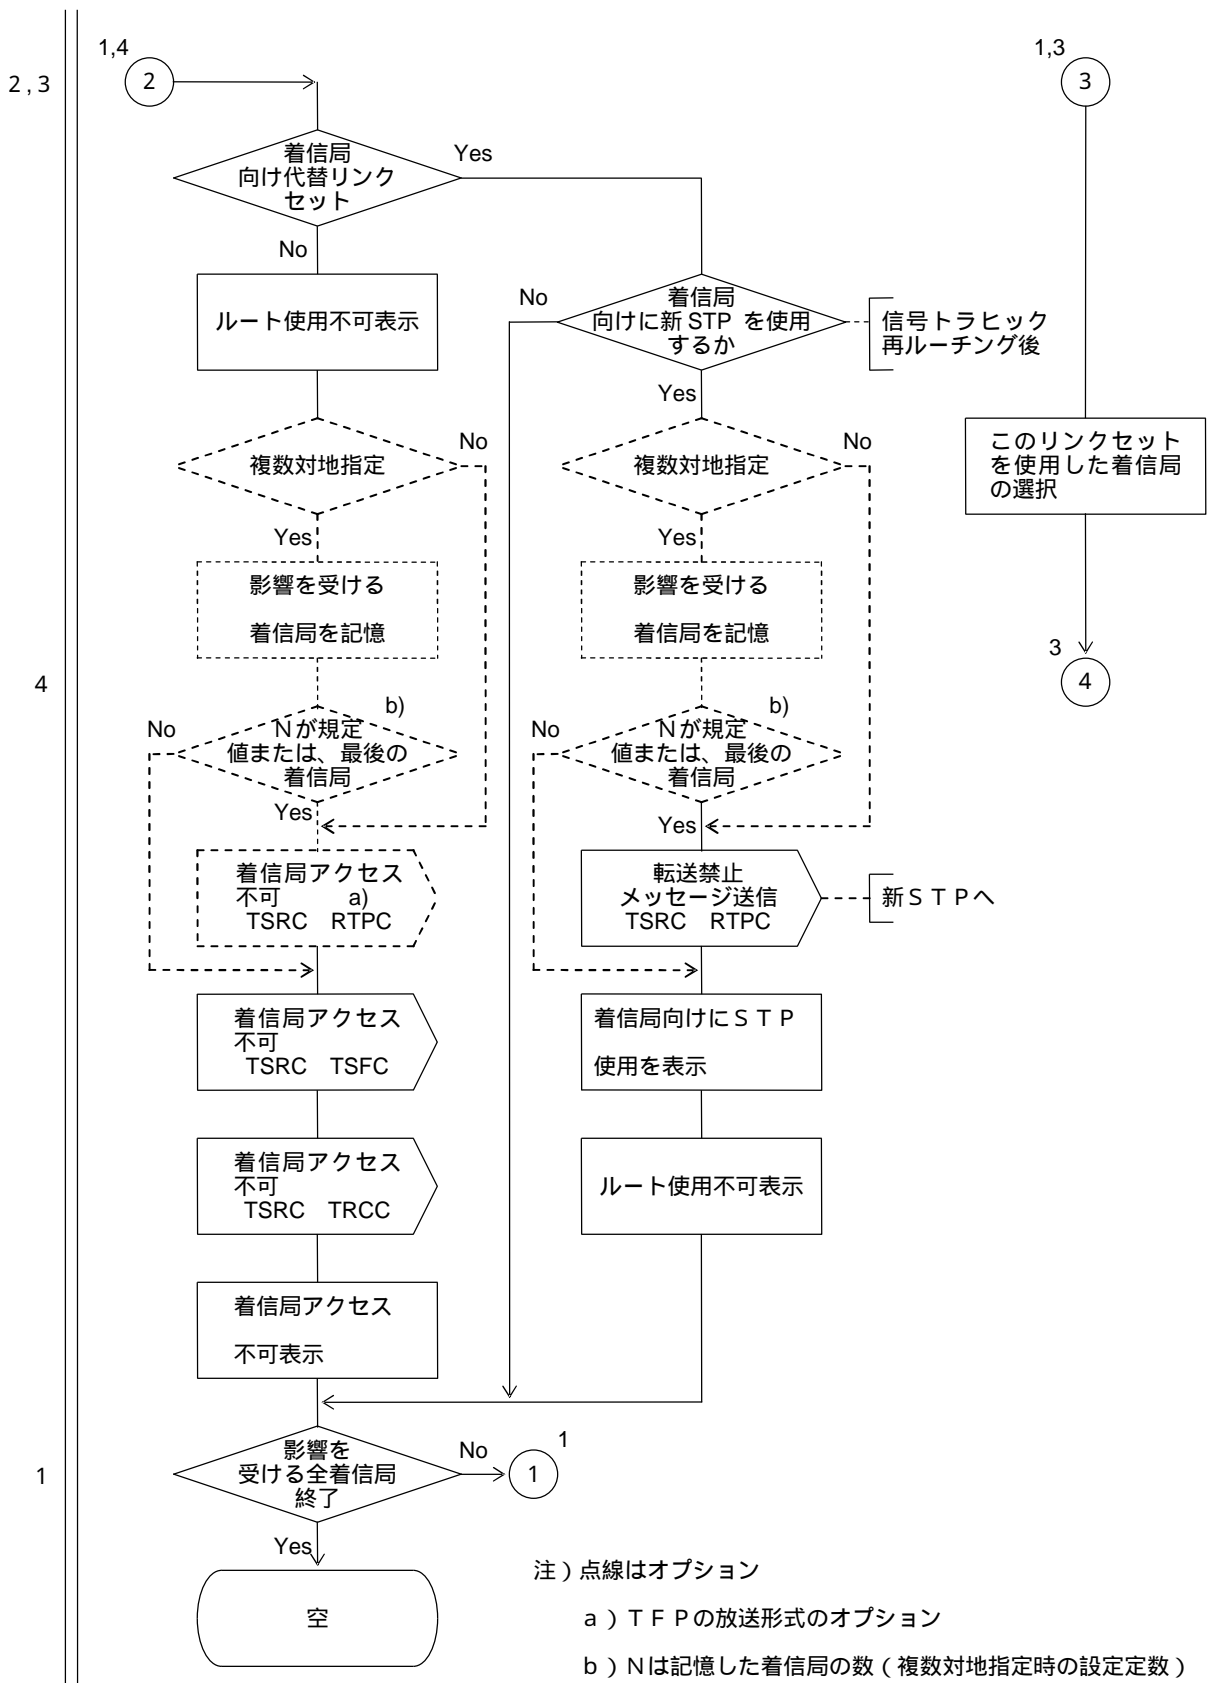 1,4
2
2,3
着信局
向け代替リンク
セット
Yes
No
ルート使用不可表示
複数対地指定
No
Yes
影響を受ける
着信局を記憶
4
b)
No
Nが規定
値または、最後の
着信局
Yes
着信局アクセス
不可 a)
TSRC RTPC
着信局アクセス
不可
TSRC TSFC
着信局アクセス
不可
TSRC TRCC
着信局アクセス
不可表示
1
影響を
受ける全着信局
終了
No
1
1
Yes
空
着信局
向けに新 STP を使用
するか
No
信号トラヒック
再ルーチング後
Yes
複数対地指定
No
Yes
影響を受ける
着信局を記憶
b)
No
Nが規定
値または、最後の
着信局
Yes
転送禁止
メッセージ送信
TSRC RTPC
新STPへ
着信局向けにSTP
使用を表示
ルート使用不可表示
1,3
3
このリンクセット
を使用した着信局
の選択
3
4
注)点線はオプション
a)TFPの放送形式のオプション
b)Nは記憶した着信局の数(複数対地指定時の設定定数)